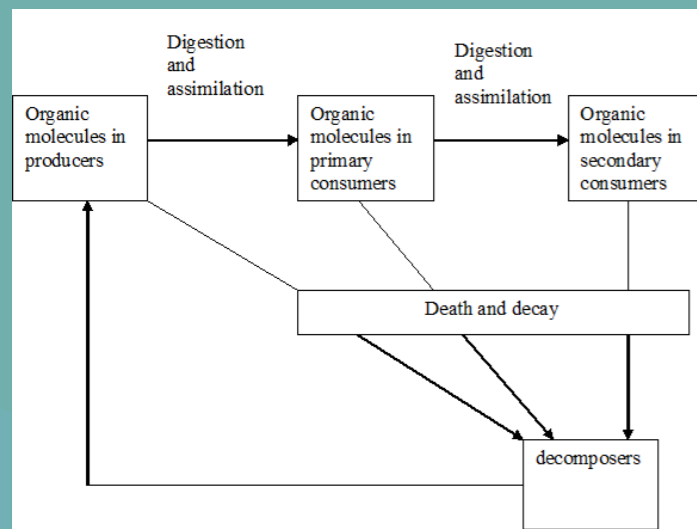 Digestion
and
assimilation
Digestion
and
assimilation
Organic
molecules in
producers
Organic
molecules in
primary
consumers
Organic
molecules in
secondary
consumers
Death and decay
decomposers